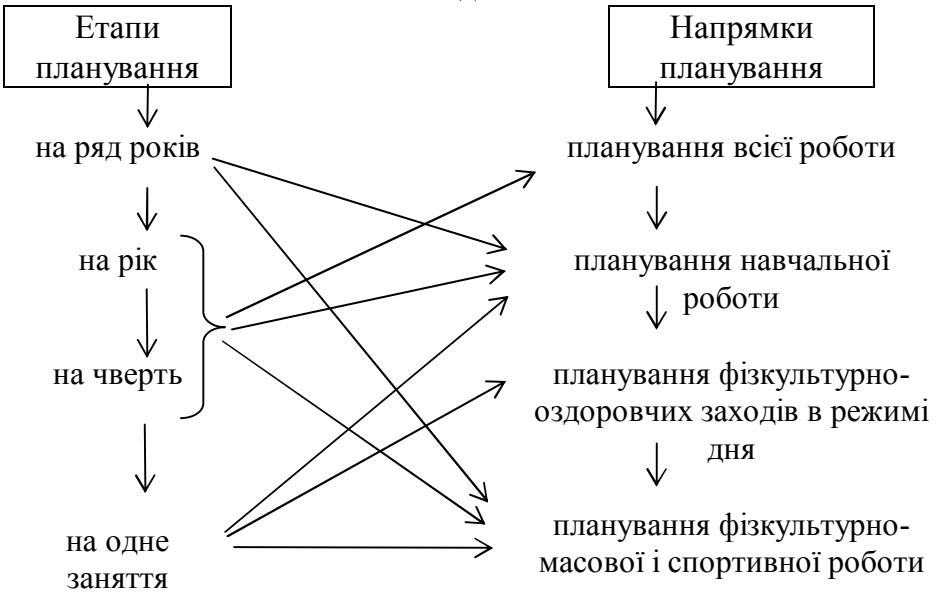 Етапи
планування
на ряд років
на рік
на чверть
на одне
заняття
Напрямки
планування
планування всієї роботи
планування навчальної
роботи
планування фізкультурно-
оздоровчих заходів в режимі
дня
планування фізкультурно-
масової і спортивної роботи